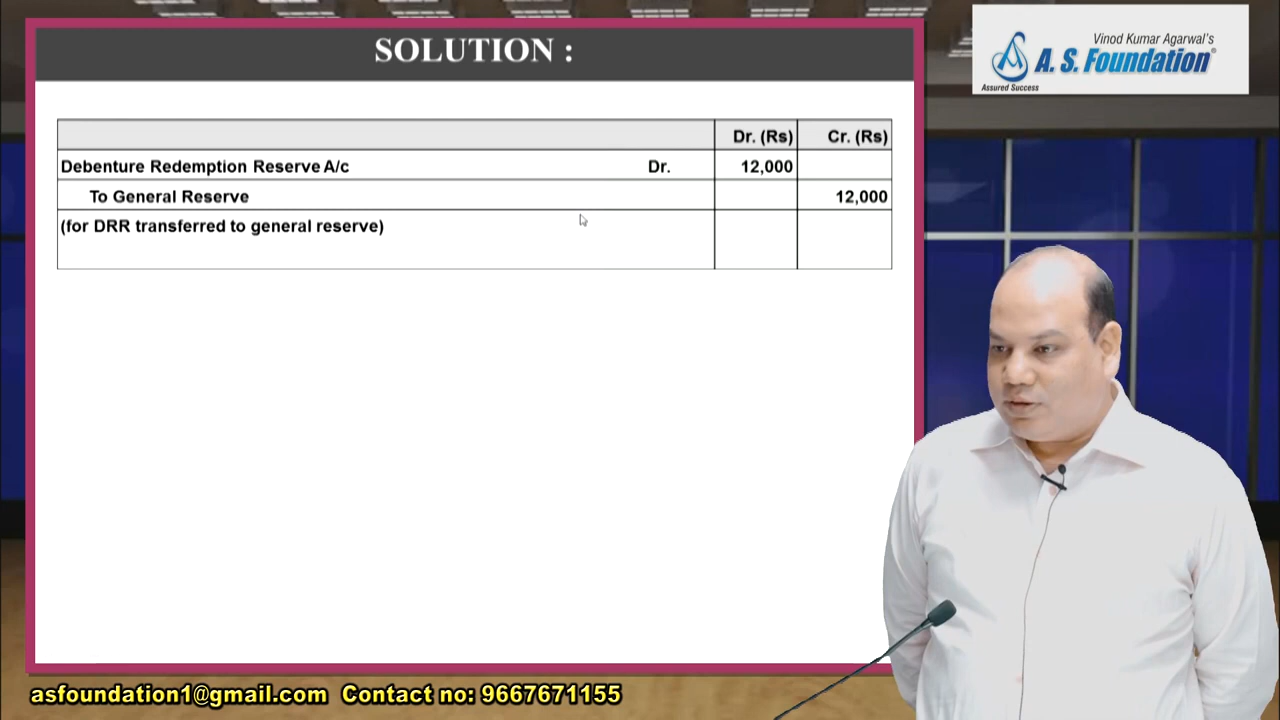 SOLUTION :
Vinod Kumar Agarwal's
A. S. Foundation®
Assured Success
Dr. (Rs) Cr. (Rs)
Debenture Redemption Reserve A/c Dr. 12,000
To General Reserve 12,000
(for DRR transferred to general reserve)
asfoundation1@gmail.com Contact no: 9667671155